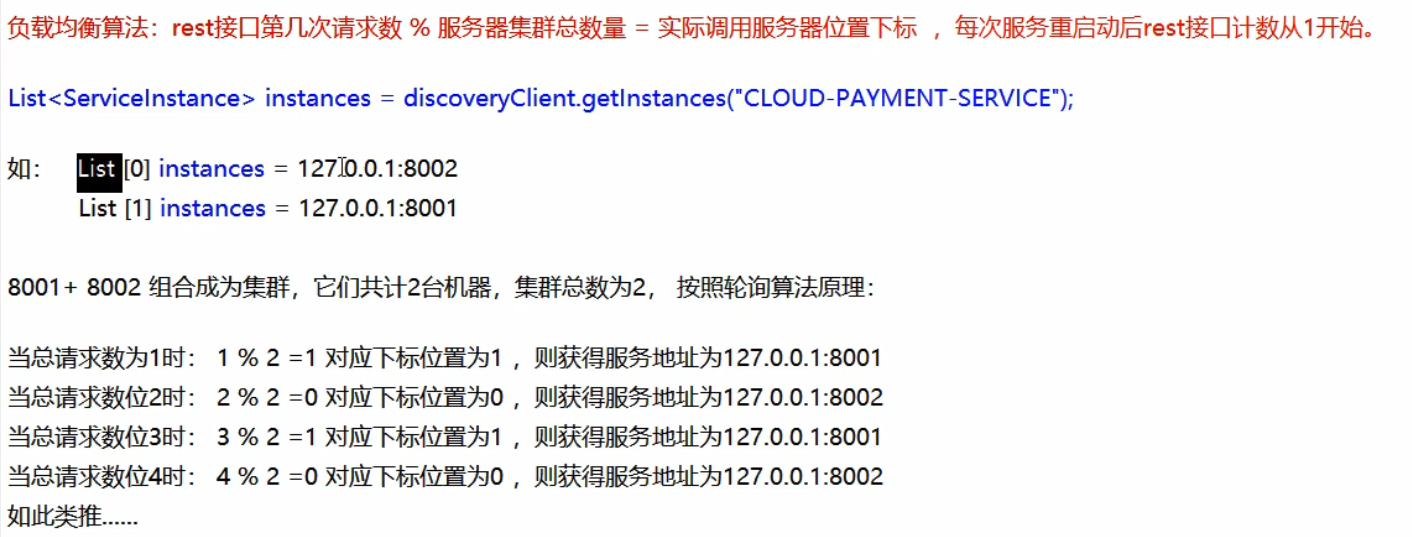 负载均衡算法：rest接口第几次请求数 % 服务器集群总数量 = 实际调用服务器位置下标 ，每次服务重启动后rest接口计数从1开始。
List<ServiceInstance> instances = discoveryClient.getInstances("CLOUD-PAYMENT-SERVICE");
如： List [0] instances = 127.0.0.1:8002
List [1] instances = 127.0.0.1:8001
8001+ 8002 组合成为集群，它们共计2台机器，集群总数为2， 按照轮询算法原理：
当总请求数为1时： 1 % 2 =1 对应下标位置为1 ，则获得服务地址为127.0.0.1:8001
当总请求数位2时： 2 % 2 =0 对应下标位置为0 ，则获得服务地址为127.0.0.1:8002
当总请求数位3时： 3 % 2 =1 对应下标位置为1 ，则获得服务地址为127.0.0.1:8001
当总请求数位4时： 4 % 2 =0 对应下标位置为0 ，则获得服务地址为127.0.0.1:8002
如此类推......